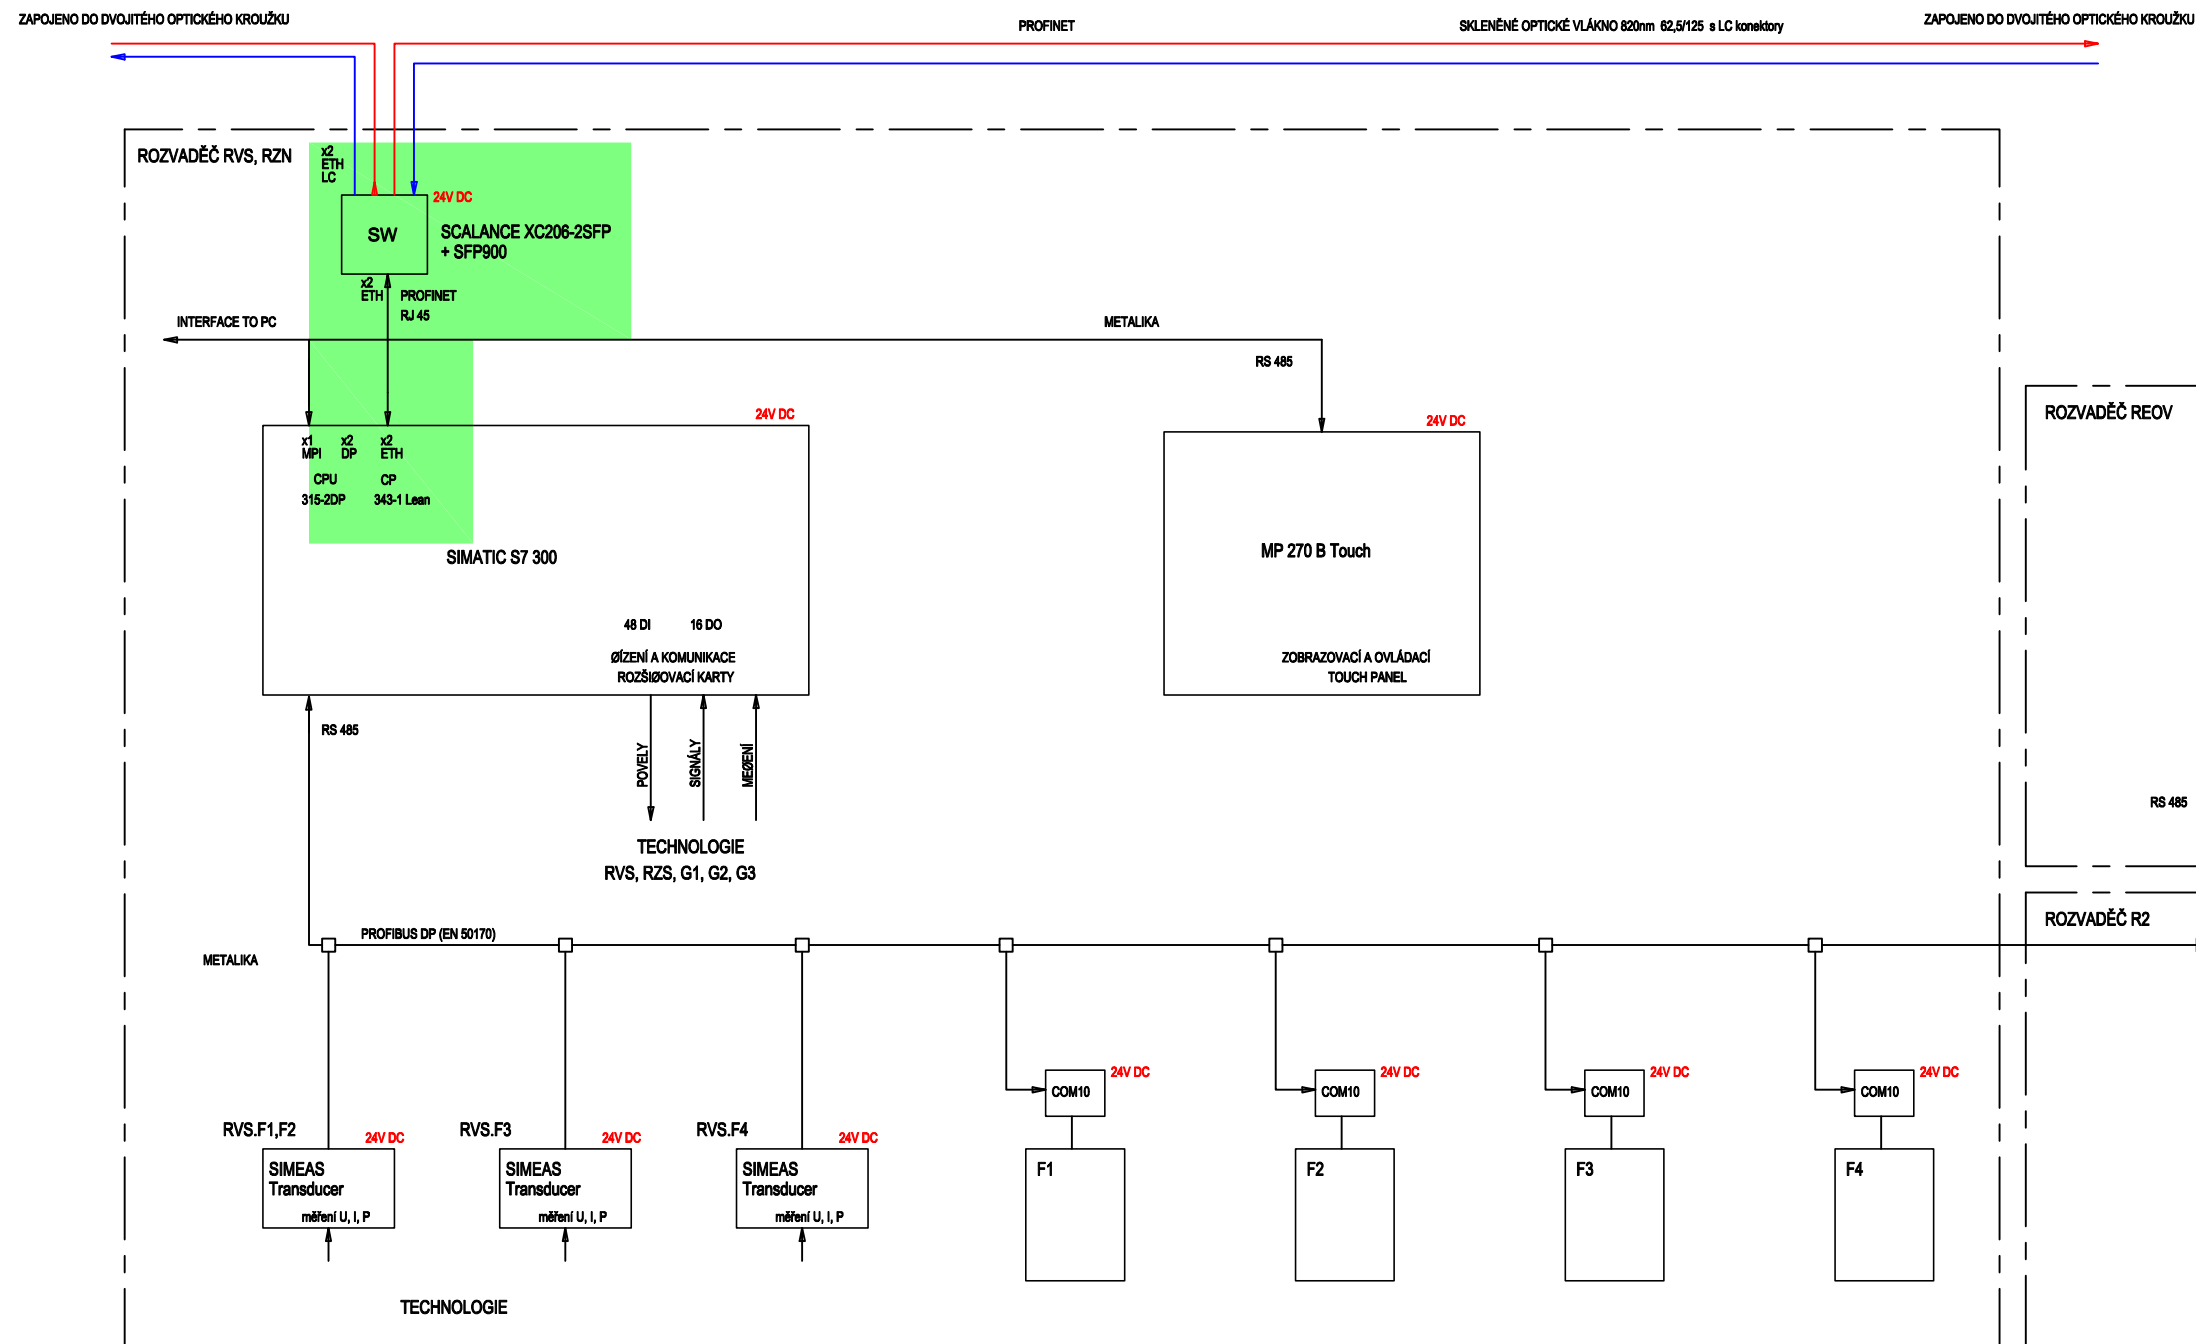 ZAPOJENO DO DVOJITÉHO OPTICKÉHO KROUŽKU
PROFINET
SKLENĚNÉ OPTICKÉ VLÁKNO 820nm 62,5/125 s LC konektory
ZAPOJENO DO DVOJITÉHO OPTICKÉHO KROUŽKU
ROZVADĚČ RVS, RZN
x2
ETH
LC
24V DC
SW
SCALANCE XC206-2SFP
+ SFP900
x2
ETH
PROFINET
RJ 45
INTERFACE TO PC
METALIKA
RS 485
24V DC
24V DC
ROZVADĚČ REOV
x1
MPI
x2
DP
x2
ETH
CPU
315-2DP
CP
343-1 Lean
SIMATIC S7 300
MP 270 B Touch
48 DI
16 DO
ØÍZENÍ A KOMUNIKACE
ROZŠIØOVACÍ KARTY
ZOBRAZOVACÍ A OVLÁDACÍ
TOUCH PANEL
RS 485
POVELY
SIGNÁLY
MEØENÍ
RS 485
TECHNOLOGIE
RVS, RZS, G1, G2, G3
ROZVADĚČ R2
PROFIBUS DP (EN 50170)
METALIKA
COM10
24V DC
COM10
24V DC
COM10
24V DC
COM10
24V DC
RVS.F1,F2
24V DC
RVS.F3
24V DC
RVS.F4
24V DC
SIMEAS
Transducer
měření U, I, P
SIMEAS
Transducer
měření U, I, P
SIMEAS
Transducer
měření U, I, P
F1
F2
F3
F4
TECHNOLOGIE